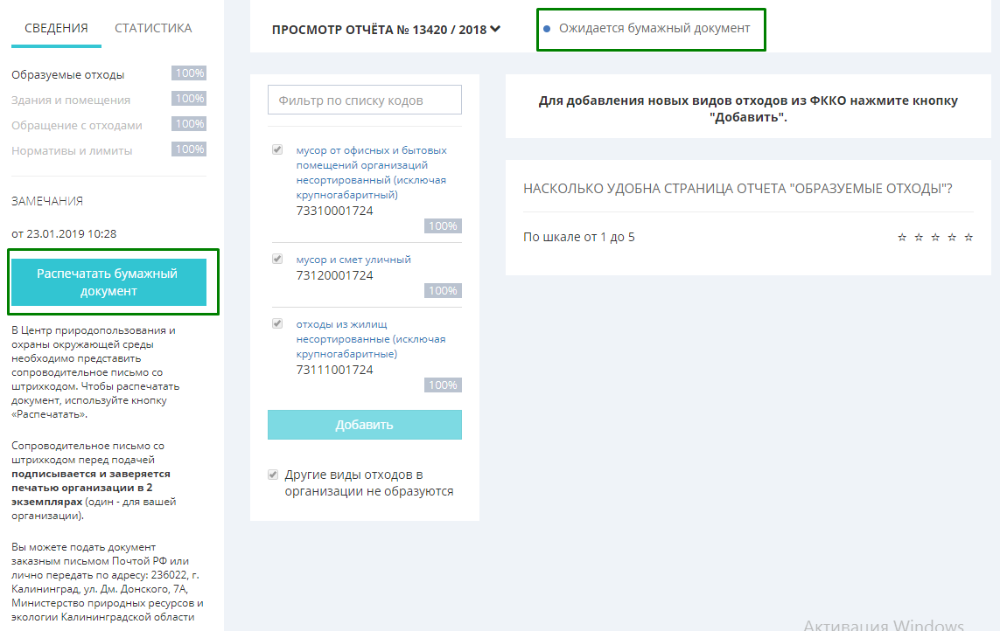 СВЕДЕНИЯ СТАТИСТИКА
Образуемые отходы 100%
Здания и помещения 100%
Обращение с отходами 100%
Нормативы и лимиты 100%
ЗАМЕЧАНИЯ
от 23.01.2019 10:28
Распечатать бумажный
документ
В Центр природопользования и
охраны окружающей среды
необходимо представить
сопроводительное письмо со
штрихкодом. Чтобы распечатать
документ, используйте кнопку
«Распечатать».
Сопроводительное письмо со
штрихкодом перед подачей
подписывается и заверяется
печатью организации в 2
экземплярах (один - для вашей
организации).
Вы можете подать документ
заказным письмом Почтой РФ или
лично передать по адресу: 236022, г.
Калининград, ул. Дм. Донского, 7А,
Министерство природных ресурсов и
экологии Калининградской области
ПРОСМОТР ОТЧЁТА № 13420 / 2018
Ожидается бумажный документ
Фильтр по списку кодов
мусор от офисных и бытовых
помещений организаций
несортированный (исключая
крупногабаритный)
73310001724
100%
мусор и смет уличный
73120001724
100%
отходы из жилищ
несортированные (исключая
крупногабаритные)
73111001724
100%
Добавить
Другие виды отходов в
организации не образуются
Для добавления новых видов отходов из ФККО нажмите кнопку
"Добавить".
НАСКОЛЬКО УДОБНА СТРАНИЦА ОТЧЕТА "ОБРАЗУЕМЫЕ ОТХОДЫ"?
По шкале от 1 до 5
Активация Windows